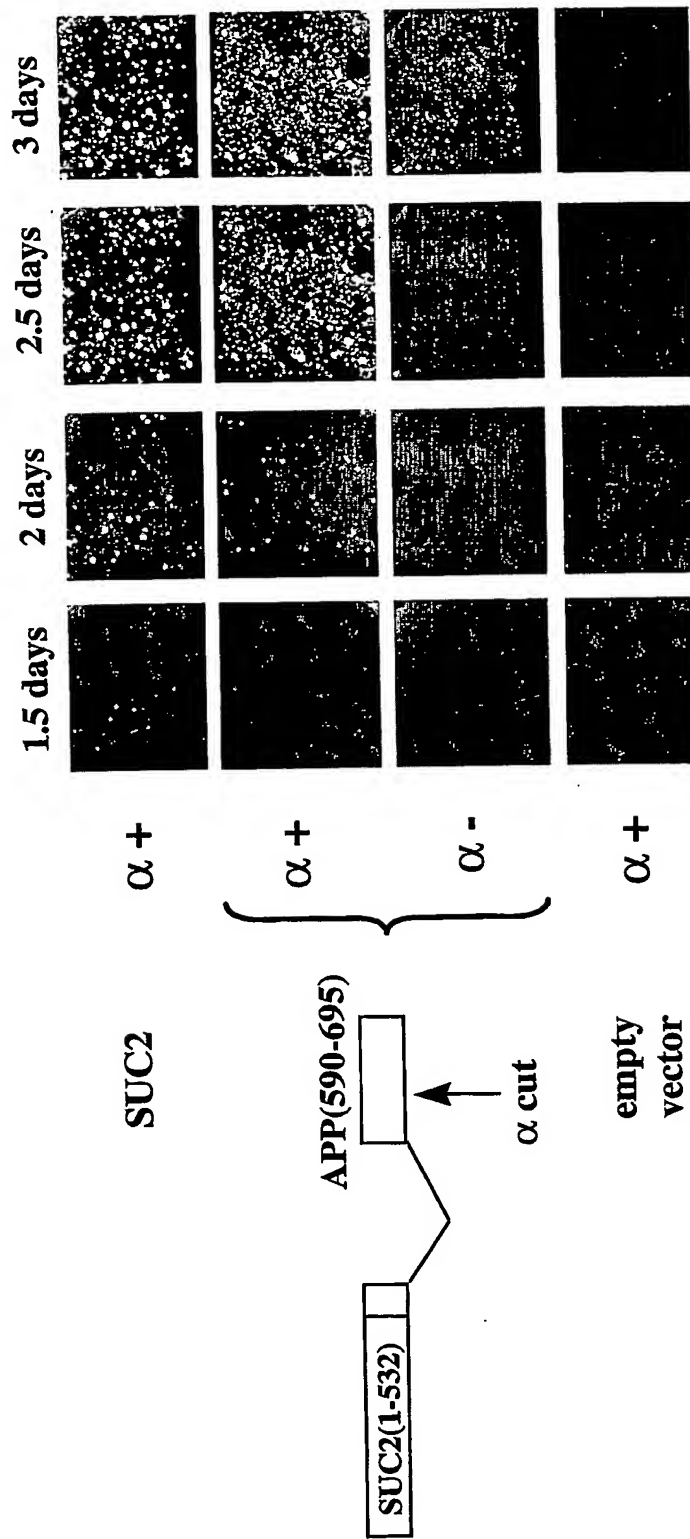 1.5 days
2 days
2.5 days
3 days
SUC2
α +
APP(590-695)
α +
SUC2(1-532)
α cut
α -
empty
vector
α +